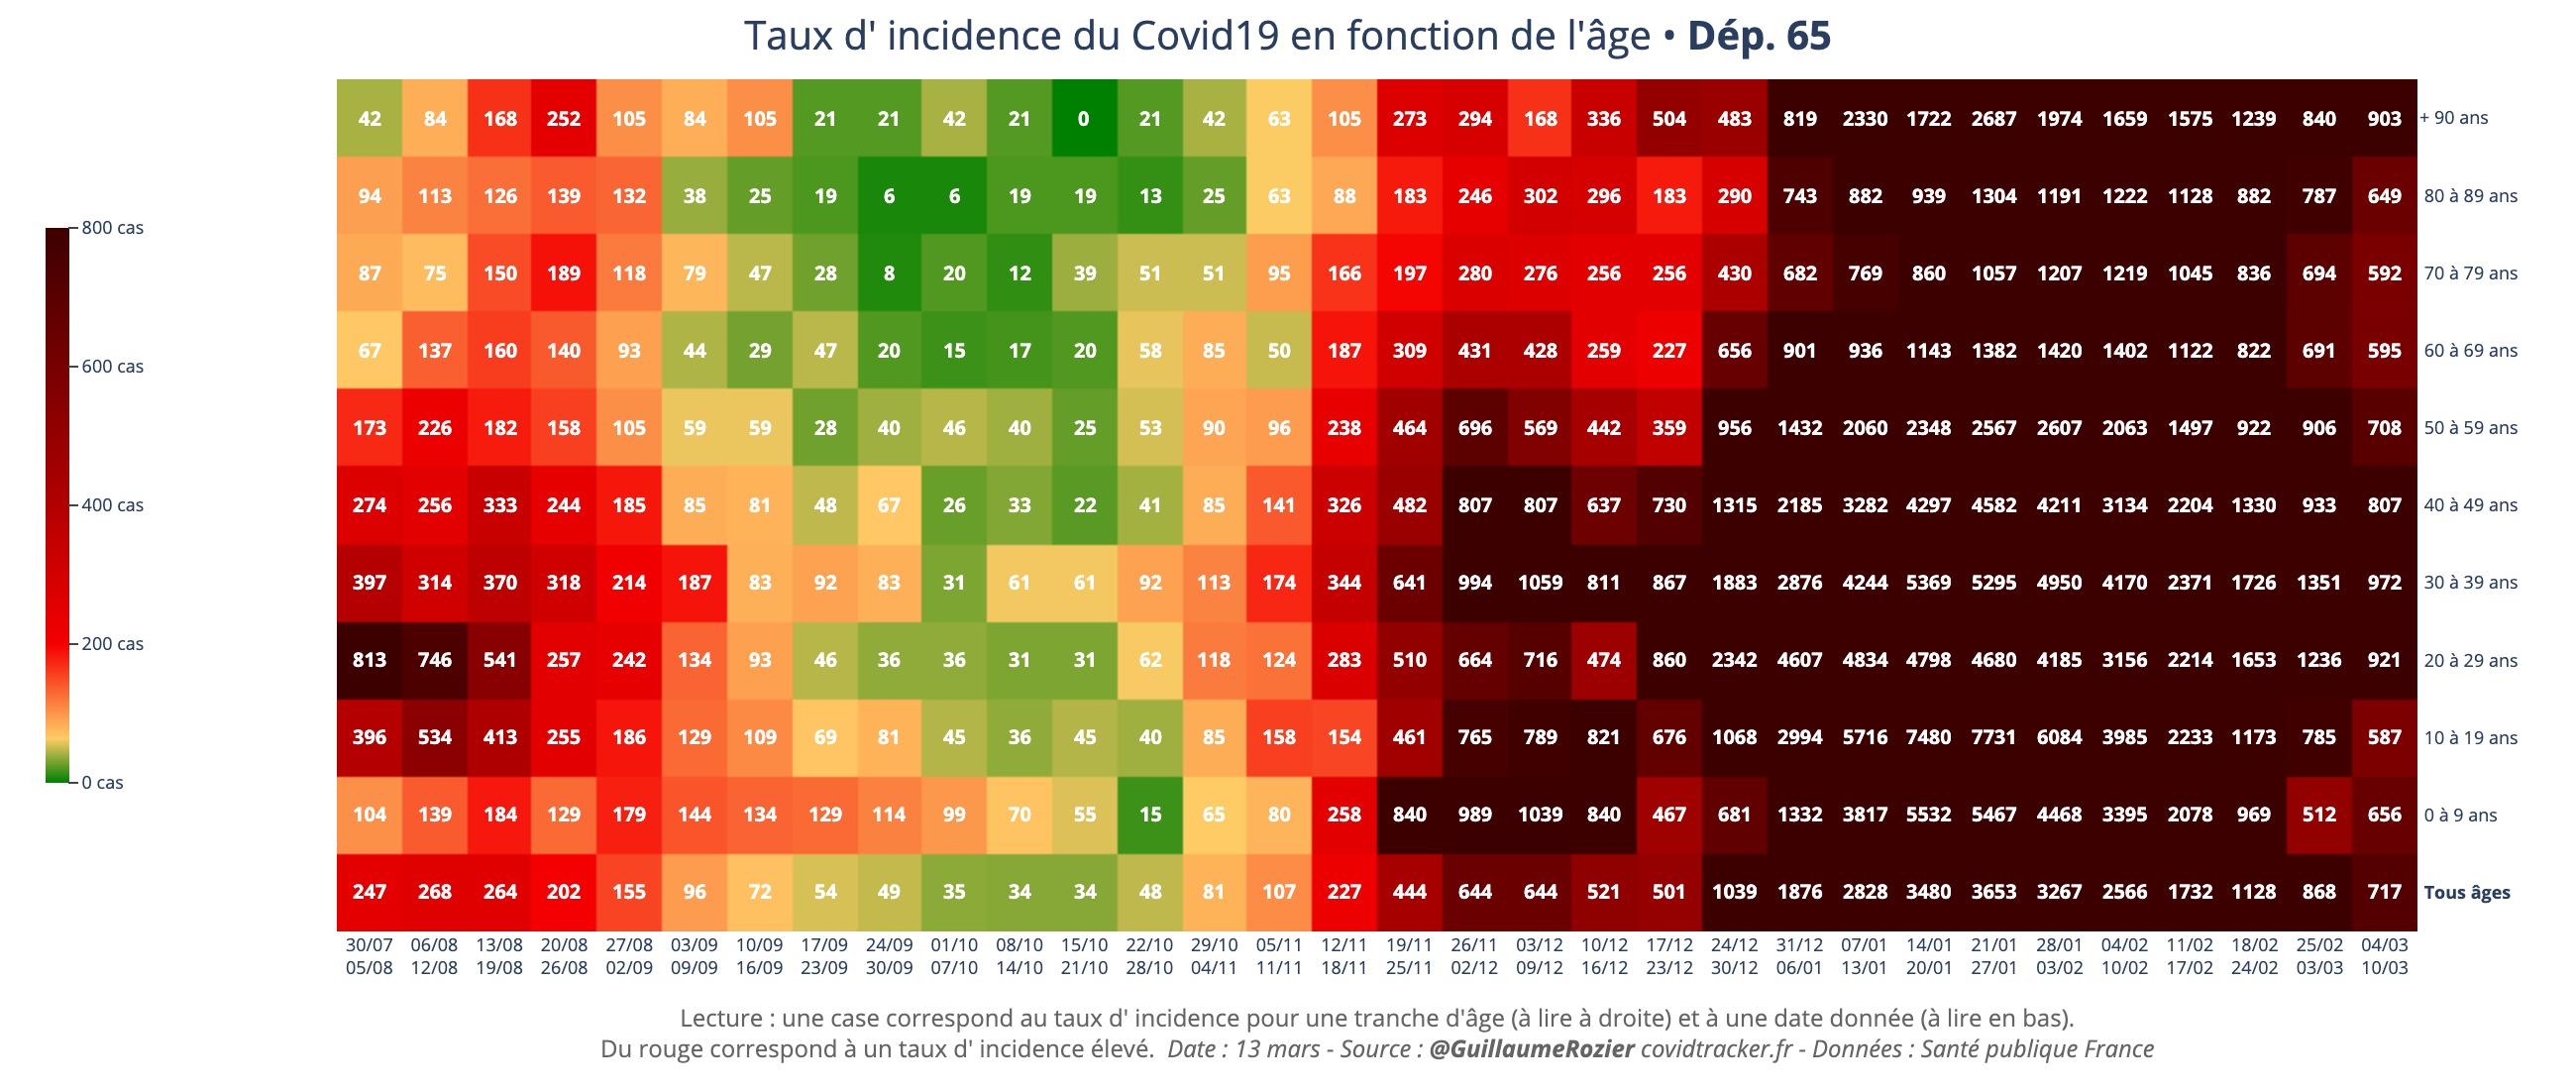 Taux d' incidence du Covid19 en fonction de l'âge • Dép. 65
42 84 168 252 105 84 105 21 21 42 21 0 21 42 63 105 273 294 168 336 504 483 819 2330 1722 2687 1974 1659 1575 1239 840 903 + 90 ans
94 113 126 139 132 38 25 19 6 6 19 19 13 25 63 88 183 246 302 296 183 290 743 882 939 1304 1191 1222 1128 882 787 649 80 à 89 ans
800 cas
87 75 150 189 118 79 47 28 8 20 12 39 51 51 95 166 197 280 276 256 256 430 682 769 860 1057 1207 1219 1045 836 694 592 70 à 79 ans
67 137 160 140 93 44 29 47 20 15 17 20 58 85 50 187 309 431 428 259 227 656 901 936 1143 1382 1420 1402 1122 822 691 595 60 à 69 ans
600 cas
173 226 182 158 105 59 59 28 40 46 40 25 53 90 96 238 464 696 569 442 359 956 1432 2060 2348 2567 2607 2063 1497 922 906 708 50 à 59 ans
400 cas
274 256 333 244 185 85 81 48 67 26 33 22 41 85 141 326 482 807 807 637 730 1315 2185 3282 4297 4582 4211 3134 2204 1330 933 807 40 à 49 ans
397 314 370 318 214 187 83 92 83 31 61 61 92 113 174 344 641 994 1059 811 867 1883 2876 4244 5369 5295 4950 4170 2371 1726 1351 972 30 à 39 ans
200 cas
813 746 541 257 242 134 93 46 36 36 31 31 62 118 124 283 510 664 716 474 860 2342 4607 4834 4798 4680 4185 3156 2214 1653 1236 921 20 à 29 ans
396 534 413 255 186 129 109 69 81 45 36 45 40 85 158 154 461 765 789 821 676 1068 2994 5716 7480 7731 6084 3985 2233 1173 785 587 10 à 19 ans
0 cas
104 139 184 129 179 144 134 129 114 99 70 55 15 65 80 258 840 989 1039 840 467 681 1332 3817 5532 5467 4468 3395 2078 969 512 656 0 à 9 ans
247 268 264 202 155 96 72 54 49 35 34 34 48 81 107 227 444 644 644 521 501 1039 1876 2828 3480 3653 3267 2566 1732 1128 868 717 Tous âges
30/07 06/08 13/08 20/08 27/08 03/09 10/09 17/09 24/09 01/10 08/10 15/10 22/10 29/10 05/11 12/11 19/11 26/11 03/12 10/12 17/12 24/12 31/12 07/01 14/01 21/01 28/01 04/02 11/02 18/02 25/02 04/03
05/08 12/08 19/08 26/08 02/09 09/09 16/09 23/09 30/09 07/10 14/10 21/10 28/10 04/11 11/11 18/11 25/11 02/12 09/12 16/12 23/12 30/12 06/01 13/01 20/01 27/01 03/02 10/02 17/02 24/02 03/03 10/03
Lecture : une case correspond au taux d' incidence pour une tranche d'âge (à lire à droite) et à une date donnée (à lire en bas).
Du rouge correspond à un taux d' incidence élevé. Date : 13 mars - Source : @GuillaumeRozier covidtracker.fr - Données : Santé publique France